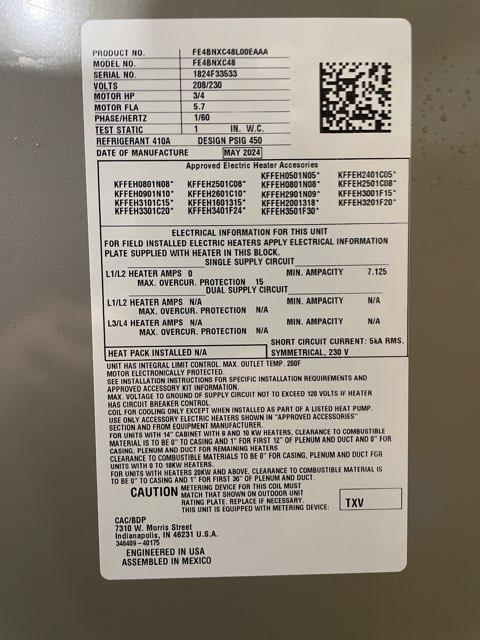 PRODUCT NO. FE4BNXC48L00EAAA
MODEL NO. FE4BNXC48
SERIAL NO. 1824F33533
VOLTS 208/230
MOTOR HP 3/4
MOTOR FLA 5.7
PHASE/HERTZ 1/60
TEST STATIC 1 IN. W.C.
REFRIGERANT 410A DESIGN PSIG 450
DATE OF MANUFACTURE MAY 2024
Approved Electric Heater Accesories
KFFEH0801N08* KFFEH2501C08* KFFEH0501N05* KFFEH2401C05*
KFFEH0901N10* KFFEH2601C10* KFFEH0801N08* KFFEH2501C08*
KFFEH3101C15* KFFEH1601315* KFFEH2901N09* KFFEH3001F15*
KFFEH3301C20* KFFEH3401F24* KFFEH2001318* KFFEH3201F20*
KFFEH3501F30*
ELECTRICAL INFORMATION FOR THIS UNIT
FOR FIELD INSTALLED ELECTRIC HEATERS APPLY ELECTRICAL INFORMATION
PLATE SUPPLIED WITH HEATER IN THIS BLOCK.
SINGLE SUPPLY CIRCUIT
L1/L2 HEATER AMPS 0 MIN. AMPACITY 7.125
MAX. OVERCUR. PROTECTION 15
DUAL SUPPLY CIRCUIT
L1/L2 HEATER AMPS N/A MIN. AMPACITY N/A
MAX. OVERCUR. PROTECTION N/A
L3/L4 HEATER AMPS N/A MIN. AMPACITY N/A
MAX. OVERCUR. PROTECTION N/A
SHORT CIRCUIT CURRENT: 5kA RMS,
HEAT PACK INSTALLED N/A SYMMETRICAL, 230 V
UNIT HAS INTEGRAL LIMIT CONTROL. MAX. OUTLET TEMP. 200F
MOTOR ELECTRONICALLY PROTECTED.
SEE INSTALLATION INSTRUCTIONS FOR SPECIFIC INSTALLATION REQUIREMENTS AND
APPROVED ACCESSORY KIT INFORMATION.
MAX. VOLTAGE TO GROUND OF SUPPLY CIRCUIT NOT TO EXCEED 120 VOLTS IF HEATER
HAS CIRCUIT BREAKER CONTROL.
COIL FOR COOLING ONLY EXCEPT WHEN INSTALLED AS PART OF A LISTED HEAT PUMP.
USE ONLY ACCESSORY ELECTRIC HEATERS SHOWN IN "APPROVED ACCESSORIES"
SECTION AND FROM EQUIPMENT MANUFACTURER.
FOR UNITS WITH 14" CABINET WITH 8 AND 10 KW HEATERS, CLEARANCE TO COMBUSTIBLE
MATERIAL IS TO BE 0" TO CASING AND 1" FOR FIRST 12" OF PLENUM AND DUCT AND 0" FOR
CASING, PLENUM AND DUCT FOR REMAINING HEATERS
CLEARANCE TO COMBUSTIBLE MATERIALS TO BE 0" FOR CASING, PLENUM AND DUCT FOR
UNITS WITH 0 TO 18KW HEATERS.
FOR UNITS WITH HEATERS 20KW AND ABOVE, CLEARANCE TO COMBUSTIBLE MATERIAL IS
TO BE 0" TO CASING AND 1" FOR FIRST 36" OF PLENUM AND DUCT.
CAUTION METERING DEVICE FOR THIS COIL MUST
MATCH THAT SHOWN ON OUTDOOR UNIT
RATING PLATE. REPLACE IF NECESSARY.
THIS UNIT IS EQUIPPED WITH METERING DEVICE: TXV
CAC/BDP
7310 W. Morris Street
Indianapolis, IN 46231 U.S.A.
346409-40175
ENGINEERED IN USA
ASSEMBLED IN MEXICO